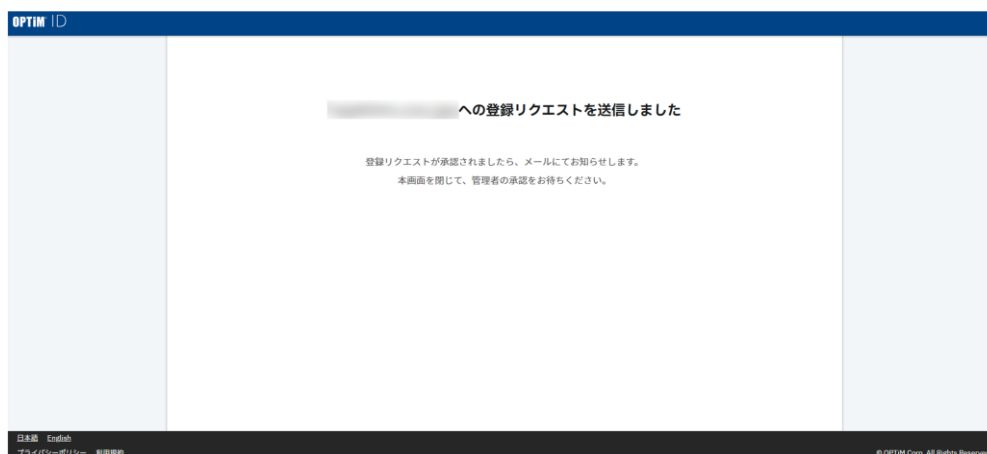 OPTiM ID
への登録リクエストを送信しました
登録リクエストが承認されましたら、メールにてお知らせします。
本画面を閉じて、管理者の承認をお待ちください。
日本語 English
プライバシーポリシー 利用規約
© OPTiM Corp. All Rights Reserved